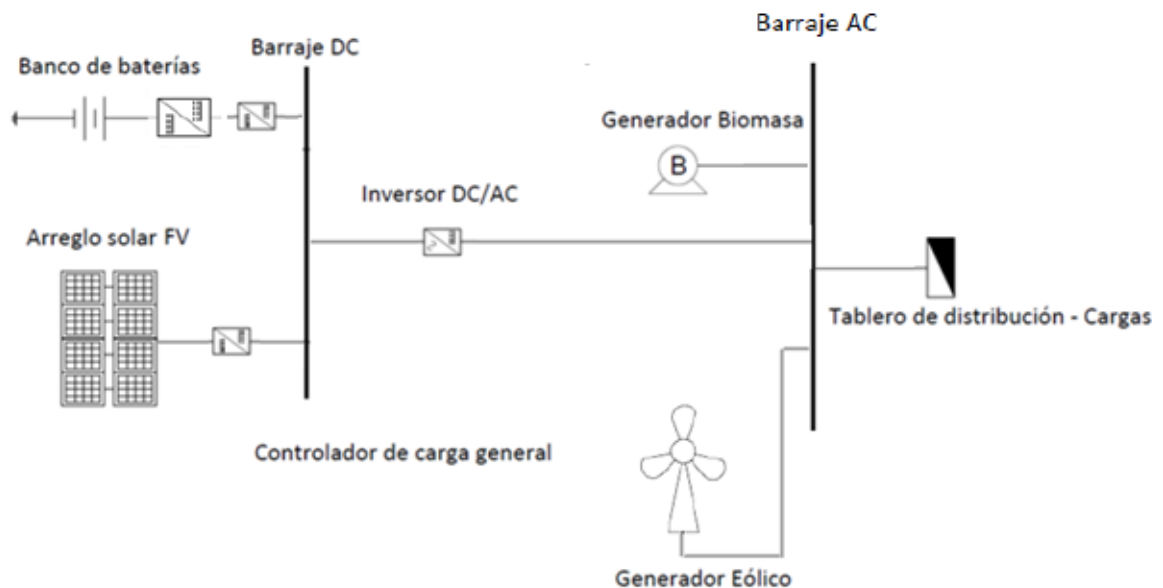 Barraje AC
Barraje DC
Banco de baterías
Generador Biomasa
B
Inversor DC/AC
Arreglo solar FV
Tablero de distribución - Cargas
Controlador de carga general
Generador Eólico